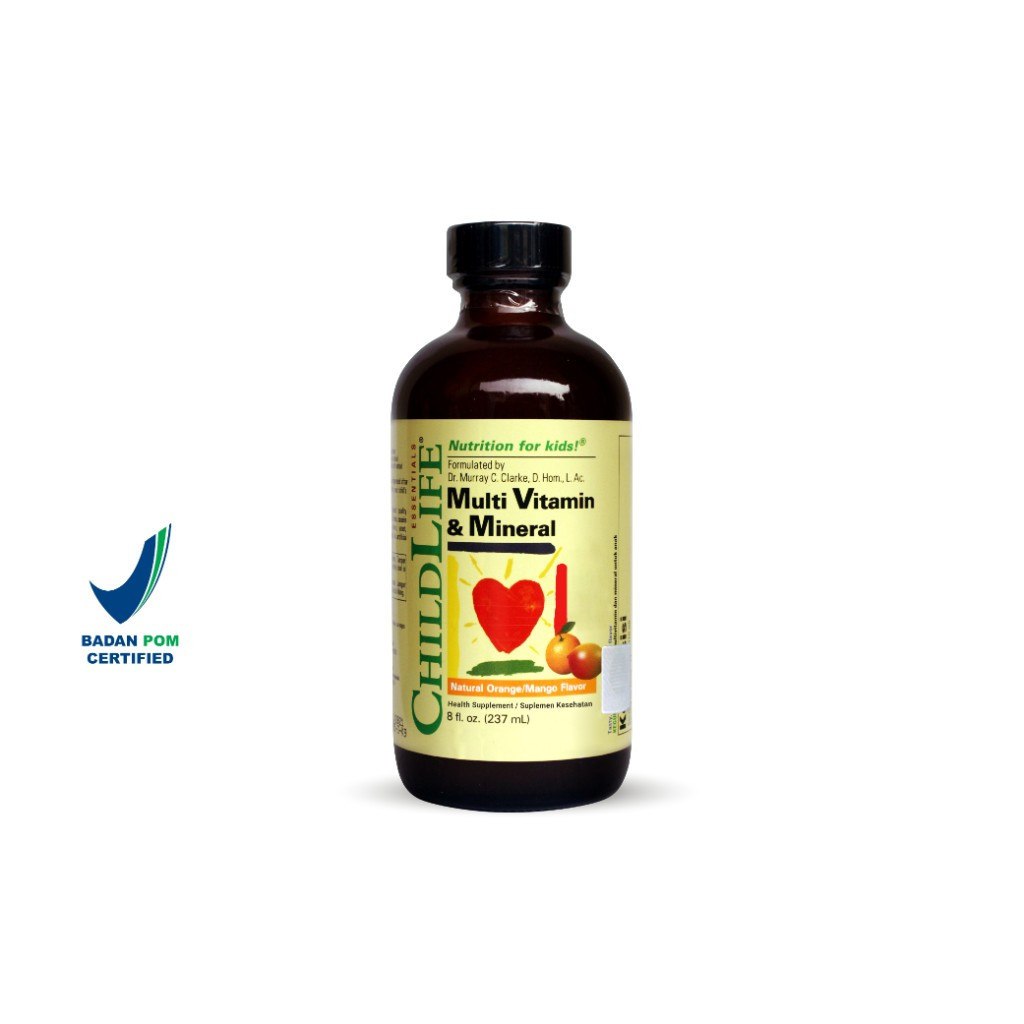 BADAN POM
CERTIFIED
ESSENTIALS
CHILDLIFE®
Nutrition for kids!®
Formulated by
Dr. Murray C. Clarke, D. Hom., L. Ac.
Multi Vitamin
& Mineral
Natural Orange/Mango Flavor
Health Supplement / Suplemen Kesehatan
8 fl. oz. (237 mL)